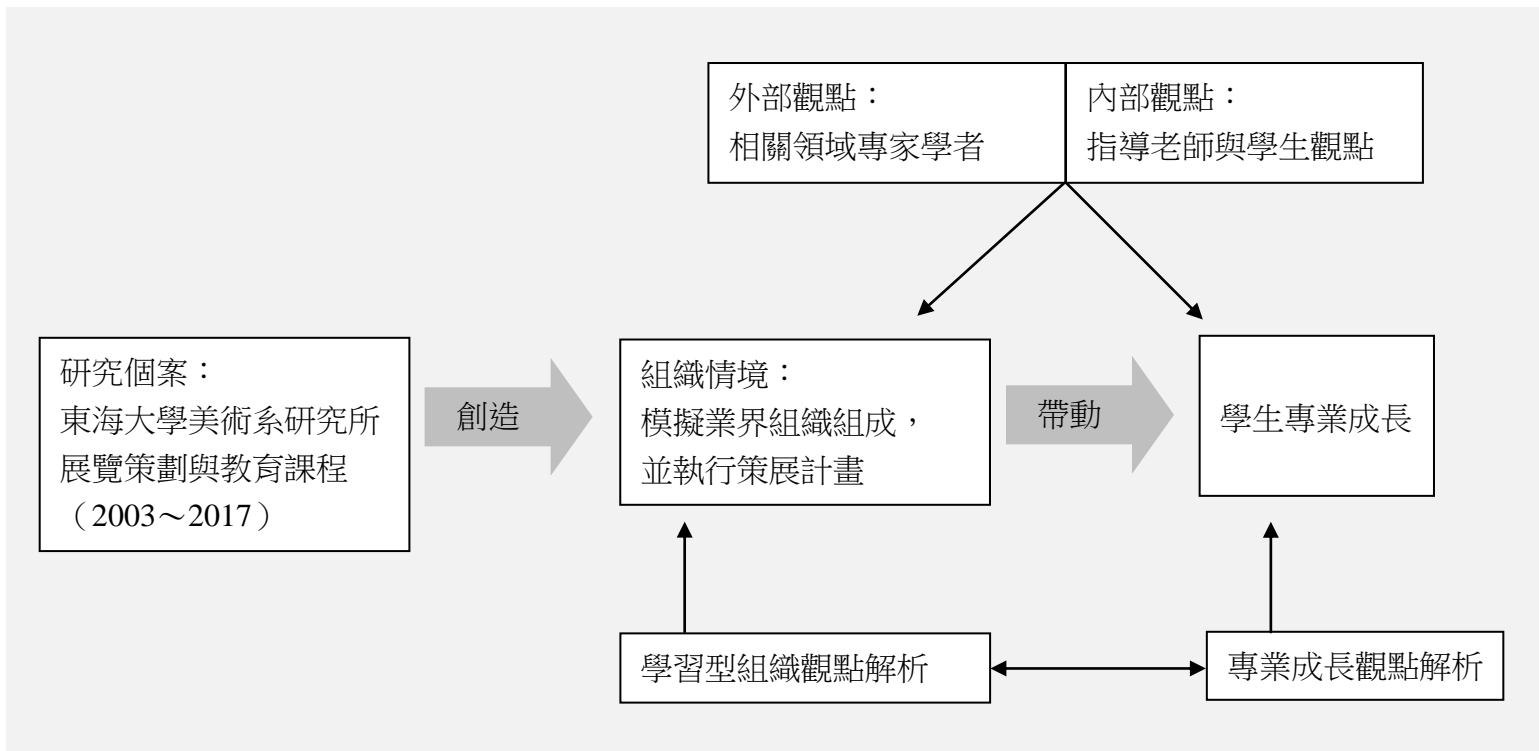 外部觀點：
相關領域專家學者
內部觀點：
指導老師與學生觀點
研究個案：
東海大學美術系研究所
展覽策劃與教育課程
（2003～2017）
創造
組織情境：
模擬業界組織組成，
並執行策展計畫
帶動
學生專業成長
學習型組織觀點解析
專業成長觀點解析